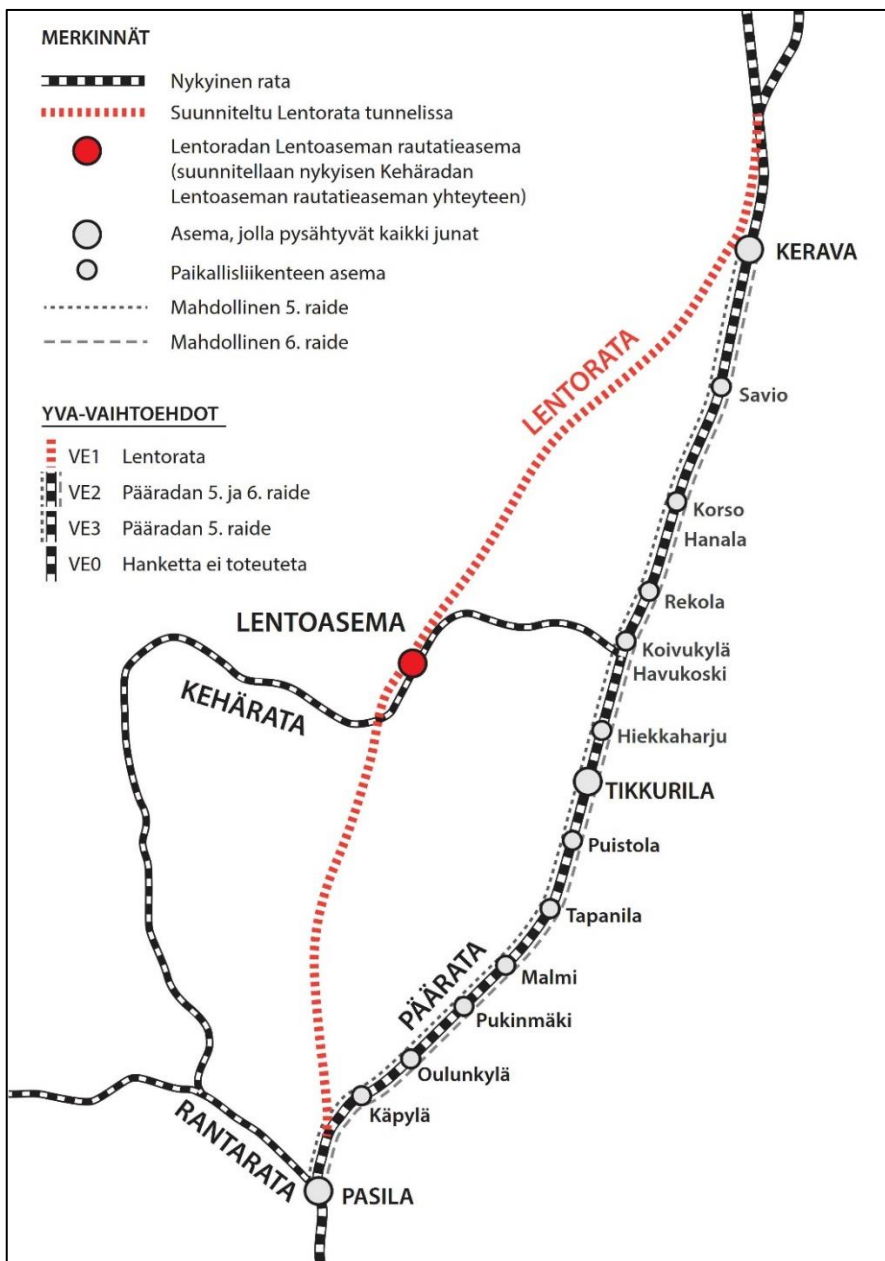 MERKINNÄT
Nykyinen rata
Suunniteltu Lentorata tunnelissa
Lentoradan Lentoaseman rautatieasema
(suunnitellaan nykyisen Kehäradan
Lentoaseman rautatieaseman yhteyteen)
Asema, jolla pysähtyvät kaikki junat
Paikallisliikenteen asema
Mahdollinen 5. raide
Mahdollinen 6. raide
YVA-VAIHTOEHDOT
VE1 Lentorata
VE2 Pääradan 5. ja 6. raide
VE3 Pääradan 5. raide
VE0 Hanketta ei toteuteta
KERAVA
LENTORATA
Savio
Korso
Hanala
Rekola
LENTOASEMA
Koivukylä
Havukoski
KEHÄRATA
Hiekkaharju
TIKKURILA
Puistola
Tapanila
PÄÄRATA
Malmi
Pukinmäki
Oulunkylä
Käpylä
RANTARATA
PASILA